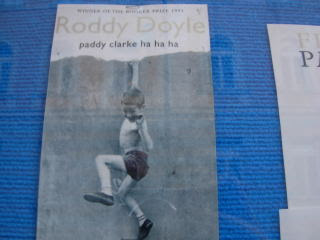 WINNER OF THE BOOKER PRIZE 1993
Roddy Doyle
paddy clarke ha ha ha